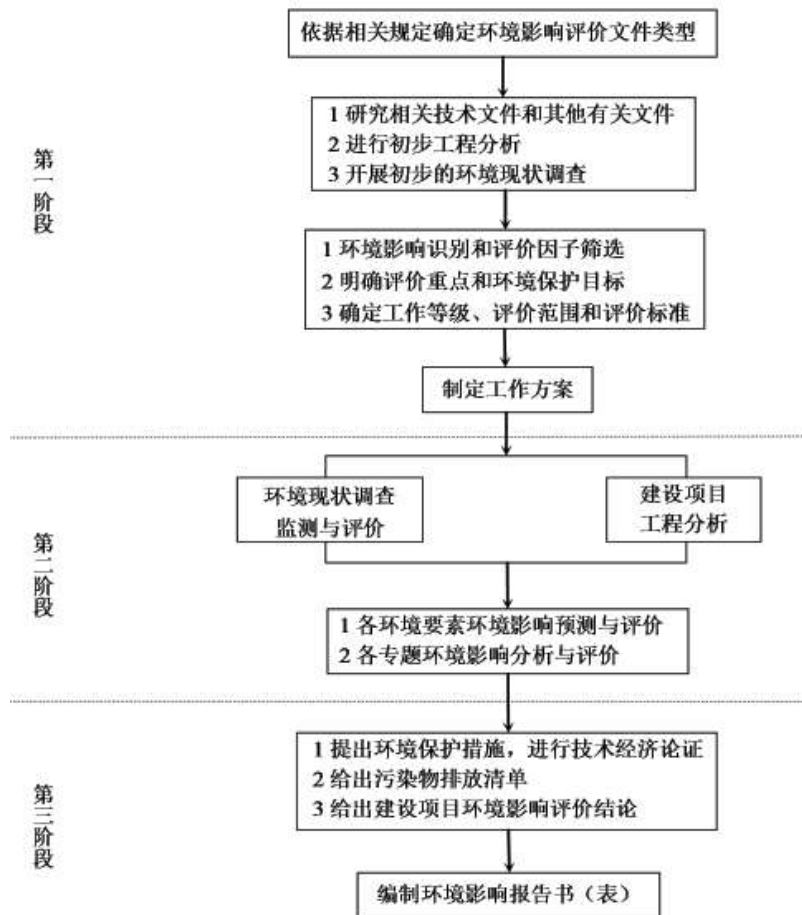 依据相关规定确定环境影响评价文件类型
1 研究相关技术文件和其他有关文件
2 进行初步工程分析
3 开展初步的环境现状调查
第一阶段
1 环境影响识别和评价因子筛选
2 明确评价重点和环境保护目标
3 确定工作等级、评价范围和评价标准
制定工作方案
环境现状调查
监测与评价
建设项目
工程分析
第二阶段
1 各环境要素环境影响预测与评价
2 各专题环境影响分析与评价
1 提出环境保护措施，进行技术经济论证
2 给出污染物排放清单
3 给出建设项目环境影响评价结论
第三阶段
编制环境影响报告书（表）